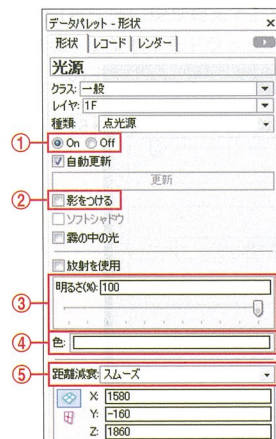 データパレット - 形状
形状 レコード レンダー
光源
クラス: 一般
レイヤ: 1F
種類: 点光源
① On Off
自動更新
更新
② 影をつける
ソフトシャドウ
霧の中の光
放射を使用
③ 明るさ(%): 100
④ 色:
⑤ 距離減衰: スムーズ
X: 1580
Y: -160
Z: 1860